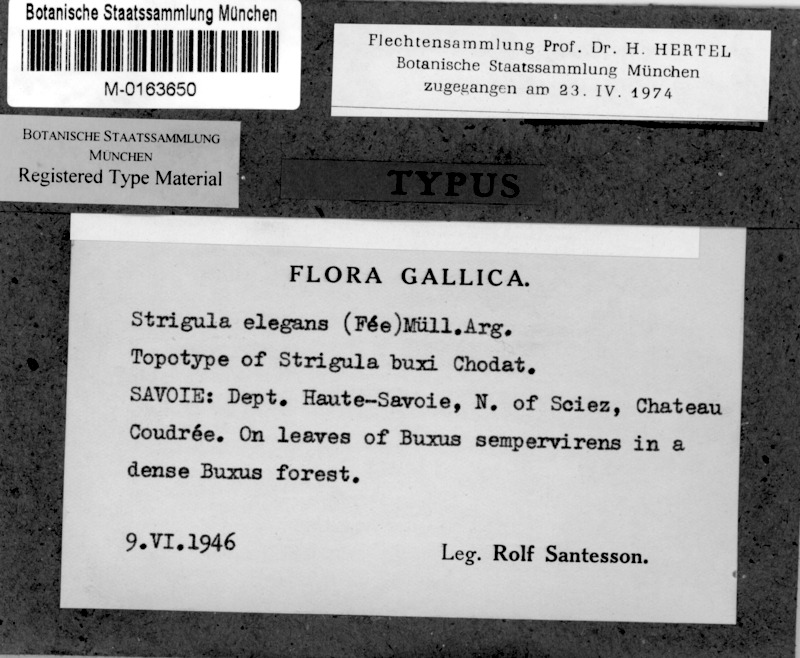 Botanische Staatssammlung München
M-0163650
Flechtensammlung Prof. Dr. H. HERTEL
Botanische Staatssammlung München
zugegangen am 23. IV. 1974
BOTANISCHE STAATSSAMMLUNG
MÜNCHEN
Registered Type Material
TYPUS
FLORA GALLICA.
Strigula elegans (Fée)Müll.Arg.
Topotype of Strigula buxi Chodat.
SAVOIE: Dept. Haute-Savoie, N. of Sciez, Chateau
Coudrée. On leaves of Buxus sempervirens in a
dense Buxus forest.
9.VI.1946
Leg. Rolf Santesson.